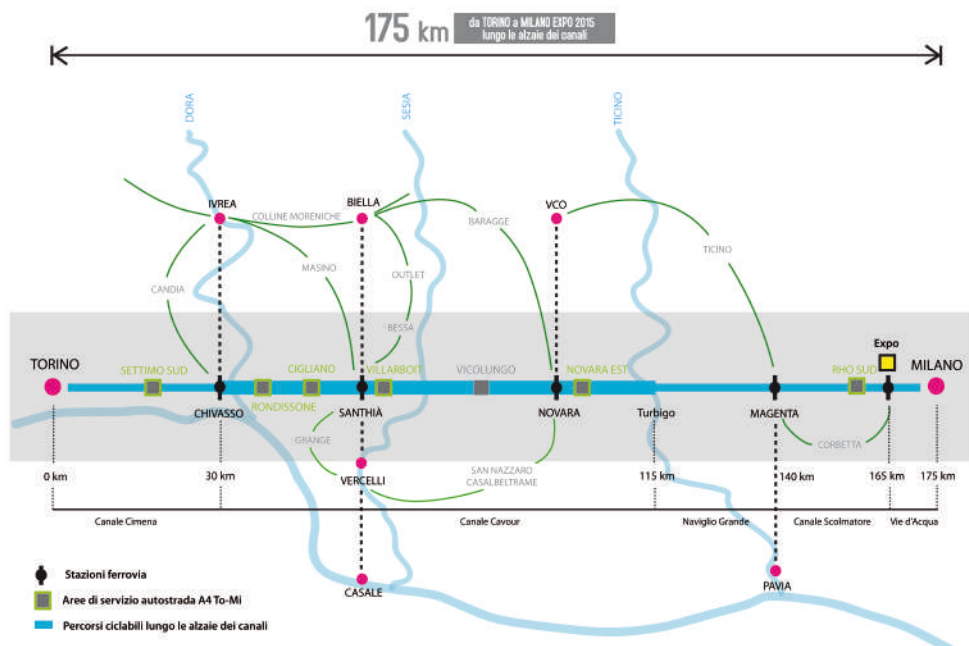 175 km
da TORINO a MILANO EXPO 2015
lungo le alzaie dei canali
DORA
SESIA
TICINO
IVREA
BIELLA
VCO
COLLINE MORENICHE
BARAGGE
TICINO
MASINO
OUTLET
CANDIA
BESSA
Expo
TORINO
SETTIMO SUD
CIGLIANO
VILLARBOIT
VICOLUNGO
NOVARA EST
RHO SUD
MILANO
RONDISSONE
CHIVASSO
SANTHIÀ
NOVARA
Turbigo
MAGENTA
GRANGE
CORBETTA
VERCELLI
SAN NAZZARO
CASALBELTRAME
0 km
30 km
115 km
140 km
165 km
175 km
Canale Cimena
Canale Cavour
Naviglio Grande
Canale Scolmatore
Vie d'Acqua
CASALE
PAVIA
Stazioni ferrovia
Aree di servizio autostrada A4 To-Mi
Percorsi ciclabili lungo le alzaie dei canali